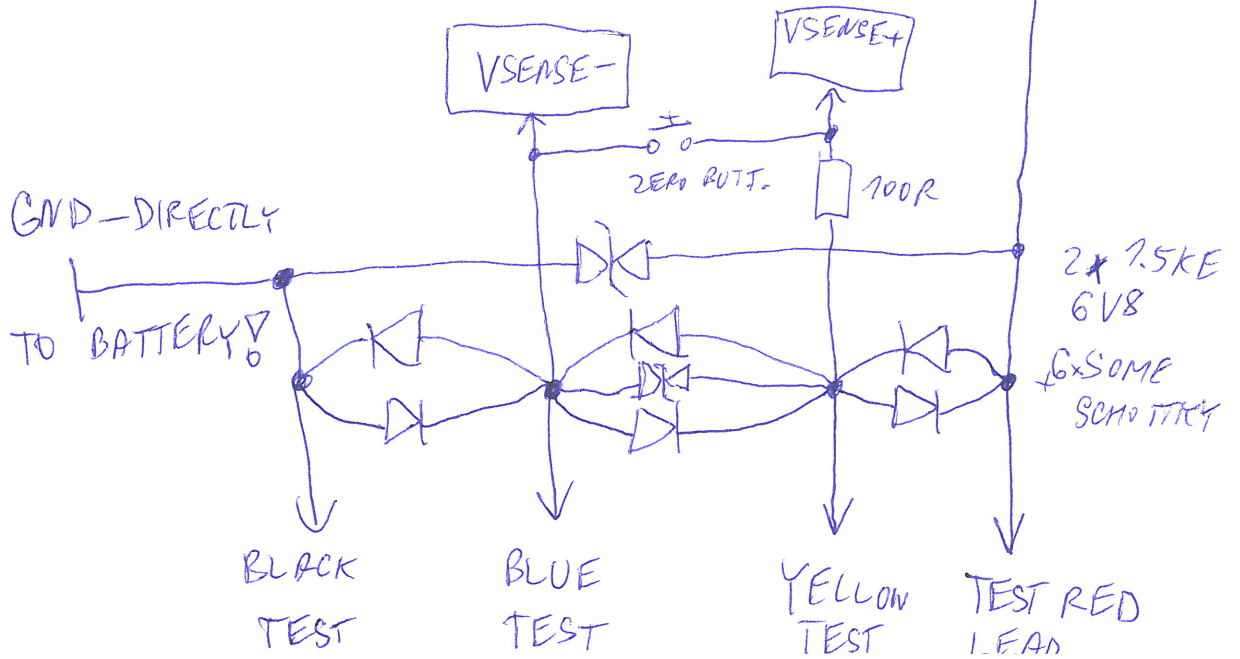 VSENSE-
VSENSE+
ZERO BUTT.
100R
GND-DIRECTLY
TO BATTERY!
2x 1.5KE
6V8
+6xSOME
SCHOTTKY
BLACK
TEST
BLUE
TEST
YELLOW
TEST
TEST RED
LEAD